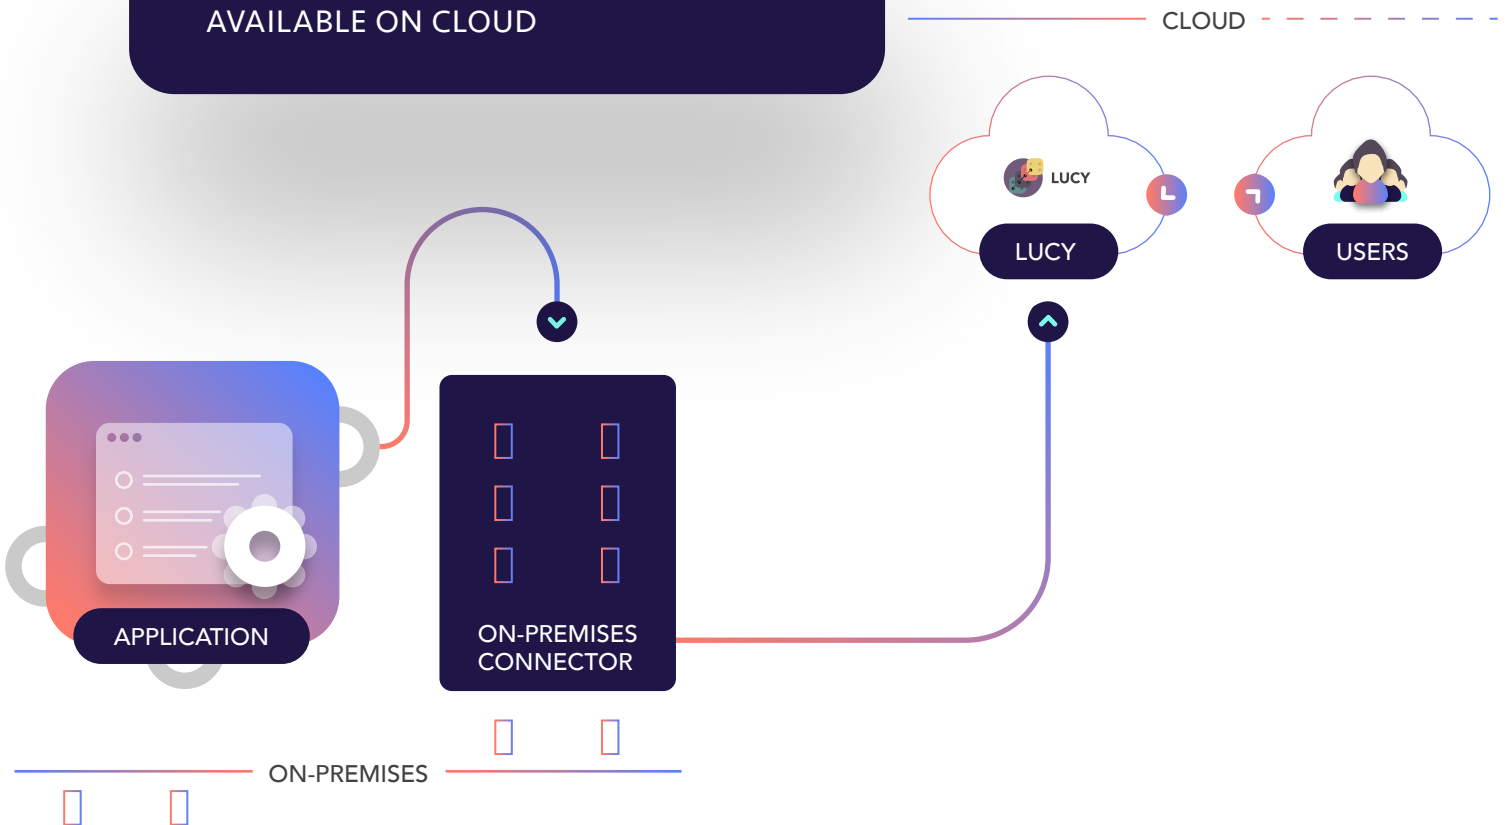 AVAILABLE ON CLOUD
CLOUD
LUCY
LUCY
USERS
APPLICATION
ON-PREMISES
CONNECTOR
ON-PREMISES